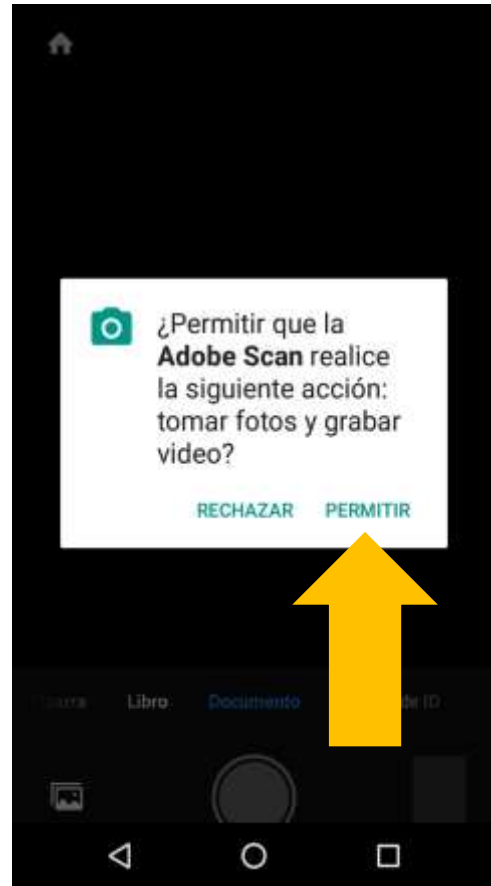 ¿Permitir que la
Adobe Scan realice
la siguiente acción:
tomar fotos y grabar
video?
RECHAZAR PERMITIR
Libro Documento de ID